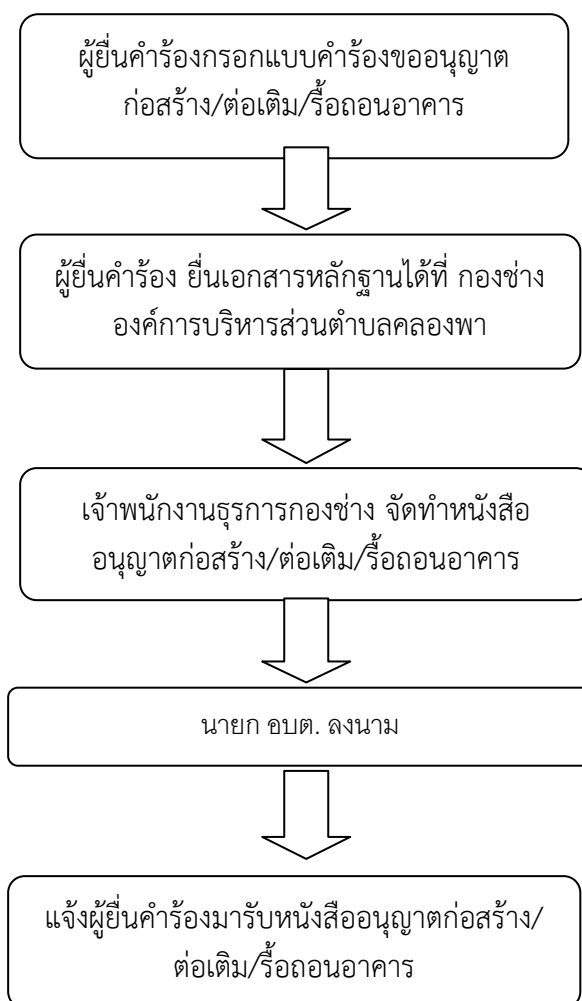 ผู้ยื่นคำร้องกรอกแบบคำร้องขออนุญาต
ก่อสร้าง/ต่อเติม/รื้อถอนอาคาร
ผู้ยื่นคำร้อง ยื่นเอกสารหลักฐานได้ที่ กองช่าง
องค์การบริหารส่วนตำบลคลองพา
เจ้าพนักงานธุรการกองช่าง จัดทำหนังสือ
อนุญาตก่อสร้าง/ต่อเติม/รื้อถอนอาคาร
นายก อบต. ลงนาม
แจ้งผู้ยื่นคำร้องมารับหนังสืออนุญาตก่อสร้าง/
ต่อเติม/รื้อถอนอาคาร